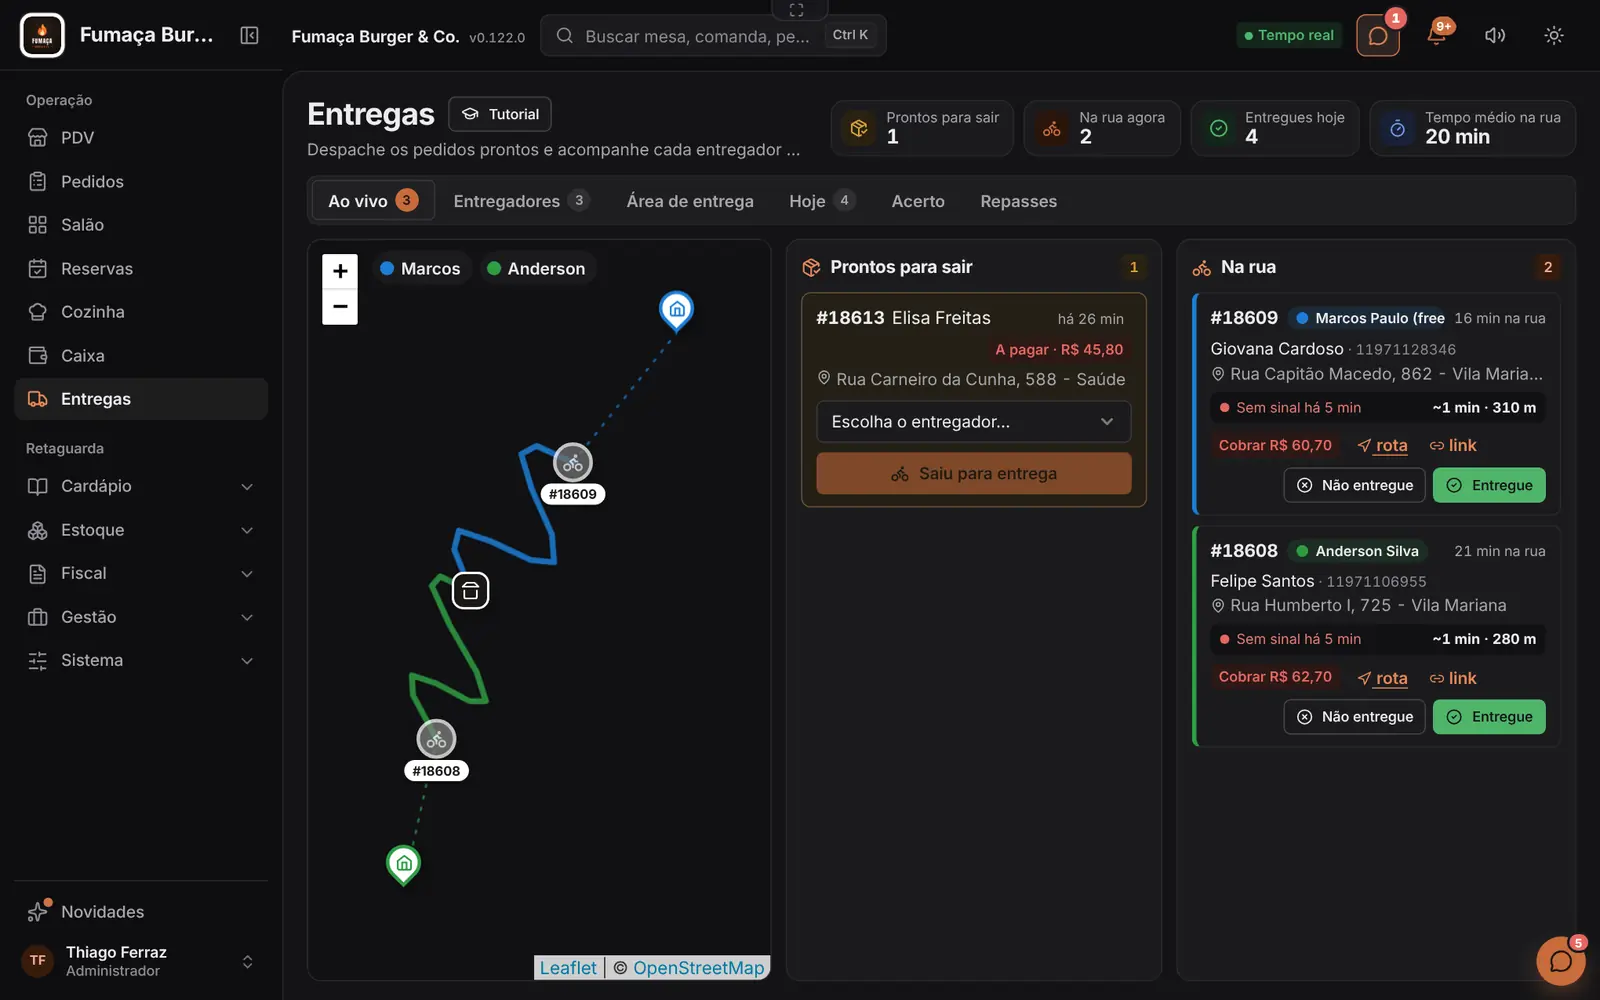 FUMAÇA
Fumaça Bur...
Fumaça Burger & Co. v0.122.0
Buscar mesa, comanda, pe... Ctrl K
Tempo real
1
9+
Operação
PDV
Pedidos
Salão
Reservas
Cozinha
Caixa
Entregas
Retaguarda
Cardápio
Estoque
Fiscal
Gestão
Sistema
Novidades
TF
Thiago Ferraz
Administrador
Entregas
Tutorial
Despache os pedidos prontos e acompanhe cada entregador ...
Prontos para sair
1
Na rua agora
2
Entregues hoje
4
Tempo médio na rua
20 min
Ao vivo 3
Entregadores 3
Área de entrega
Hoje 4
Acerto
Repasses
+
−
Marcos
Anderson
#18609
#18608
Leaflet | © OpenStreetMap
Prontos para sair 1
#18613 Elisa Freitas há 26 min
A pagar · R$ 45,80
Rua Carneiro da Cunha, 588 - Saúde
Escolha o entregador...
Saiu para entrega
Na rua 2
#18609 Marcos Paulo (free 16 min na rua
Giovana Cardoso · 11971128346
Rua Capitão Macedo, 862 - Vila Maria...
Sem sinal há 5 min ~1 min · 310 m
Cobrar R$ 60,70 rota link
Não entregue Entregue
#18608 Anderson Silva 21 min na rua
Felipe Santos · 11971106955
Rua Humberto I, 725 - Vila Mariana
Sem sinal há 5 min ~1 min · 280 m
Cobrar R$ 62,70 rota link
Não entregue Entregue
5